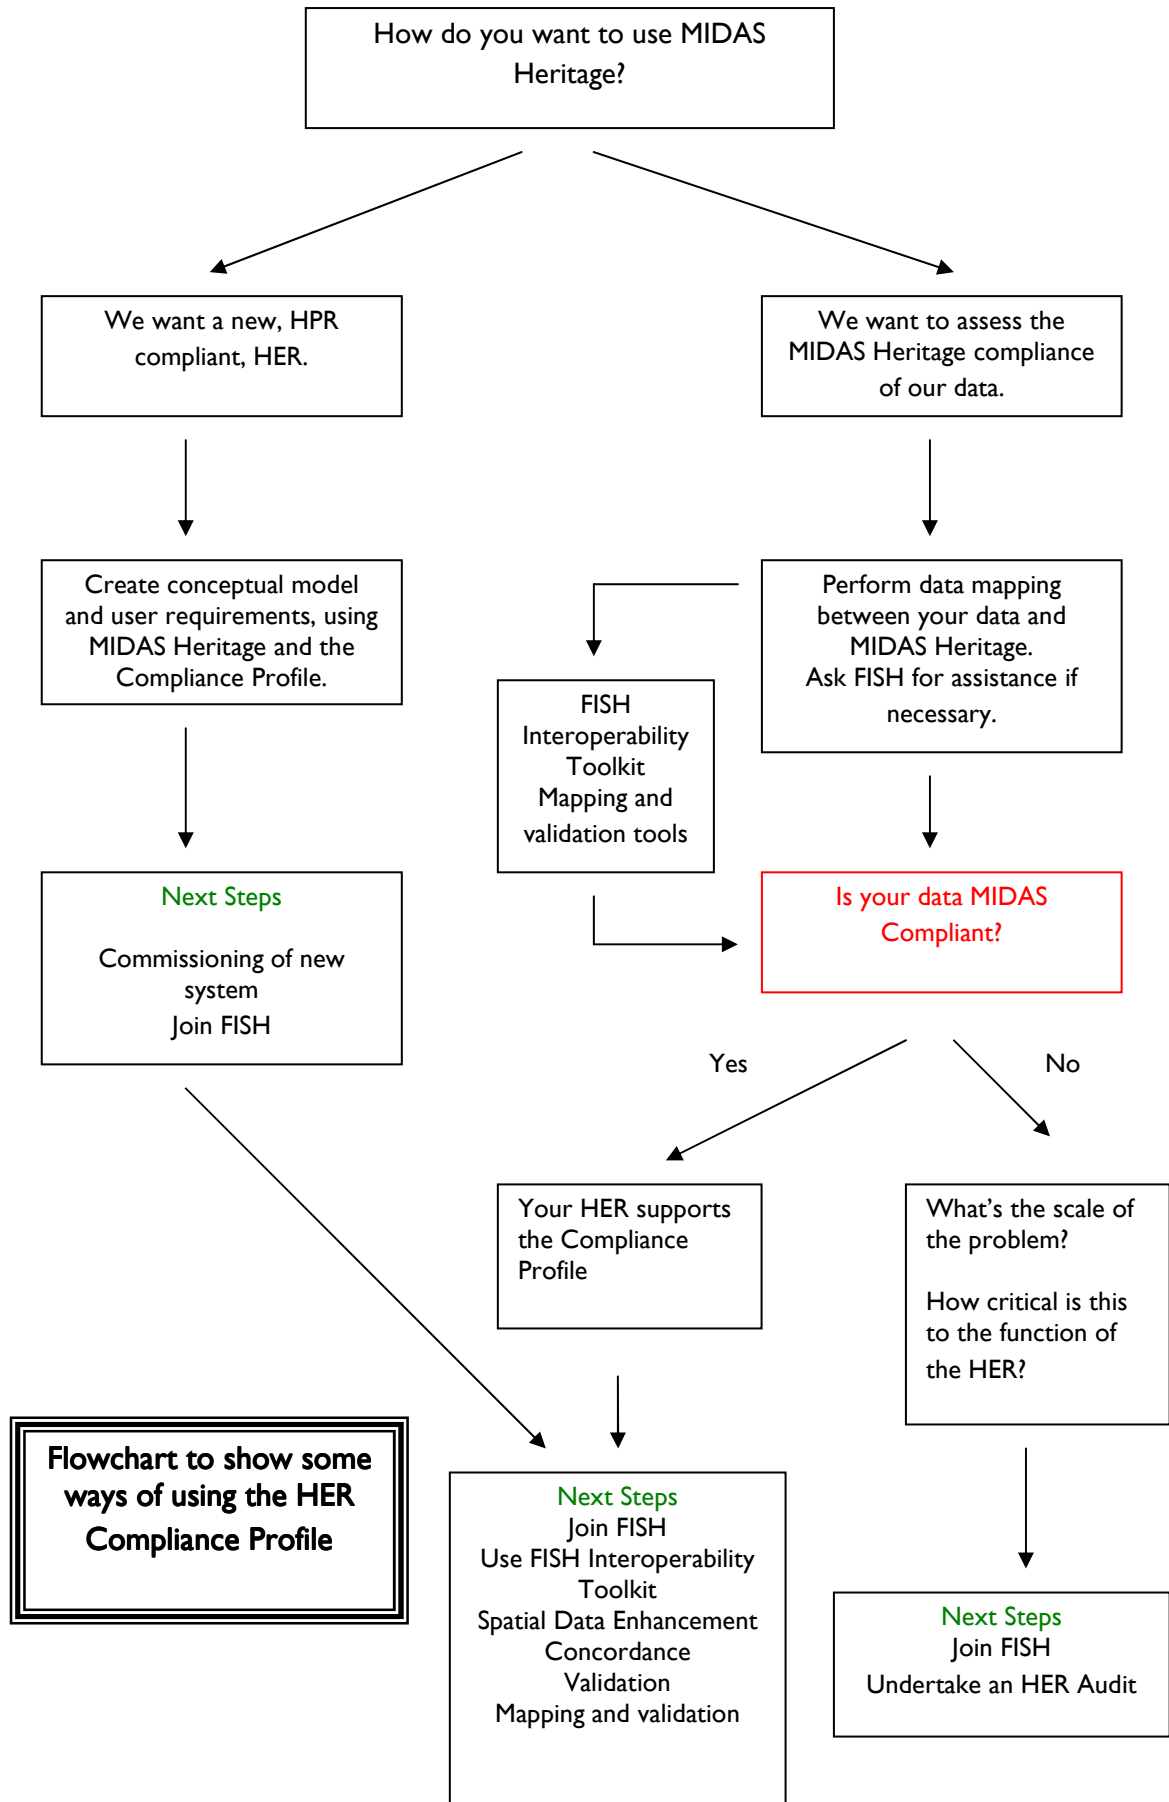 How do you want to use MIDAS
Heritage?
We want a new, HPR
compliant, HER.
We want to assess the
MIDAS Heritage compliance
of our data.
Create conceptual model
and user requirements, using
MIDAS Heritage and the
Compliance Profile.
Perform data mapping
between your data and
MIDAS Heritage.
Ask FISH for assistance if
necessary.
FISH
Interoperability
Toolkit
Mapping and
validation tools
Next Steps
Commissioning of new
system
Join FISH
Is your data MIDAS
Compliant?
Yes
No
Your HER supports
the Compliance
Profile
What's the scale of
the problem?
How critical is this
to the function of
the HER?
Flowchart to show some
ways of using the HER
Compliance Profile
Next Steps
Join FISH
Use FISH Interoperability
Toolkit
Spatial Data Enhancement
Concordance
Validation
Mapping and validation
Next Steps
Join FISH
Undertake an HER Audit